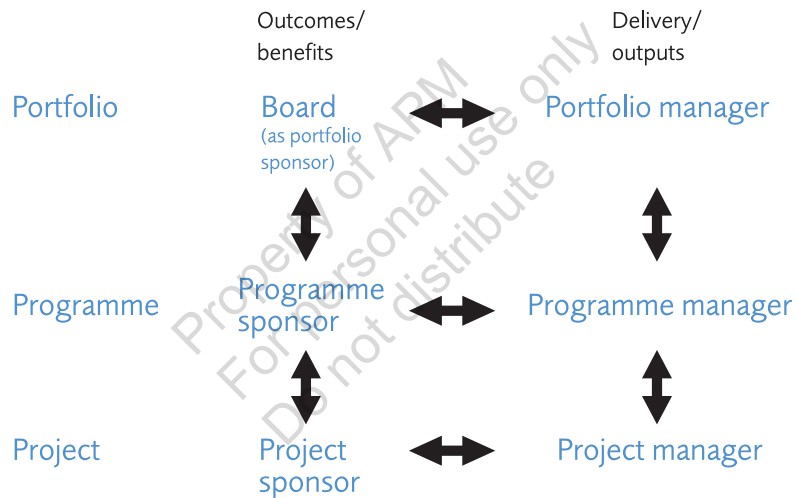 Outcomes/
benefits
Delivery/
outputs
Portfolio
Board
(as portfolio
sponsor)
Portfolio manager
Programme
Programme
sponsor
Programme manager
Project
Project
sponsor
Project manager
Property of APM
For personal use only
Do not distribute